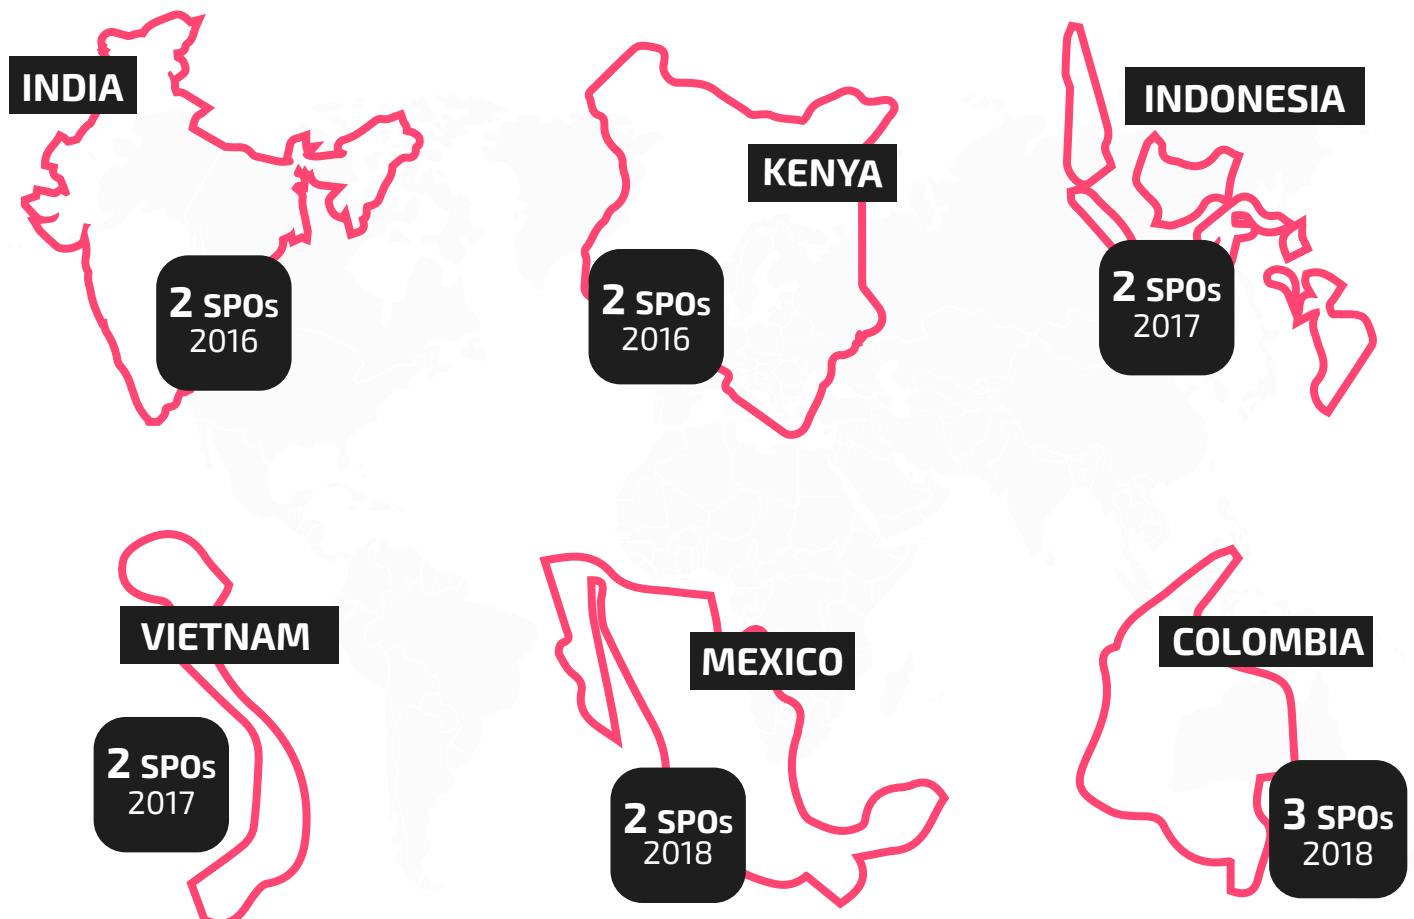 INDIA
2 SPOs
2016
KENYA
2 SPOs
2016
INDONESIA
2 SPOs
2017
VIETNAM
2 SPOs
2017
MEXICO
2 SPOs
2018
COLOMBIA
3 SPOs
2018